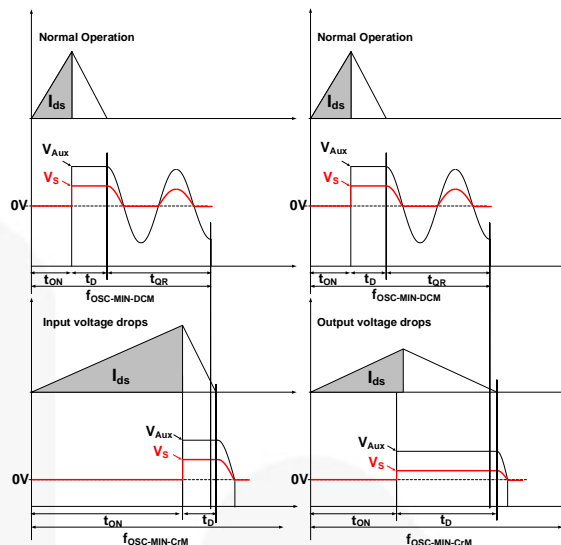 Normal Operation
Ids
VAux
VS
0V
tON
tD
tQR
fOSC-MIN-DCM
Normal Operation
Ids
VAux
VS
0V
tON
tD
tQR
fOSC-MIN-DCM
Input voltage drops
Ids
VAux
VS
0V
tON
tD
fOSC-MIN-CrM
Output voltage drops
Ids
VAux
VS
0V
tON
tD
fOSC-MIN-CrM